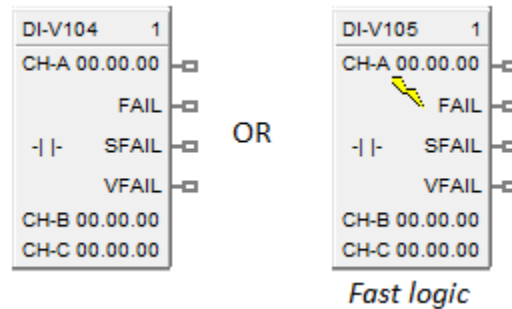 DI-V104 1
CH-A 00.00.00
FAIL
-| |- SFAIL
VFAIL
CH-B 00.00.00
CH-C 00.00.00
OR
DI-V105 1
CH-A 00.00.00
FAIL
-| |- SFAIL
VFAIL
CH-B 00.00.00
CH-C 00.00.00
Fast logic